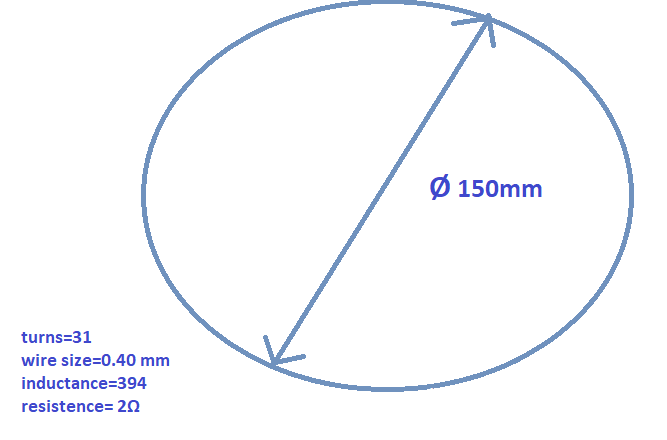 Ø 150mm
turns=31
wire size=0.40 mm
inductance=394
resistence= 2Ω